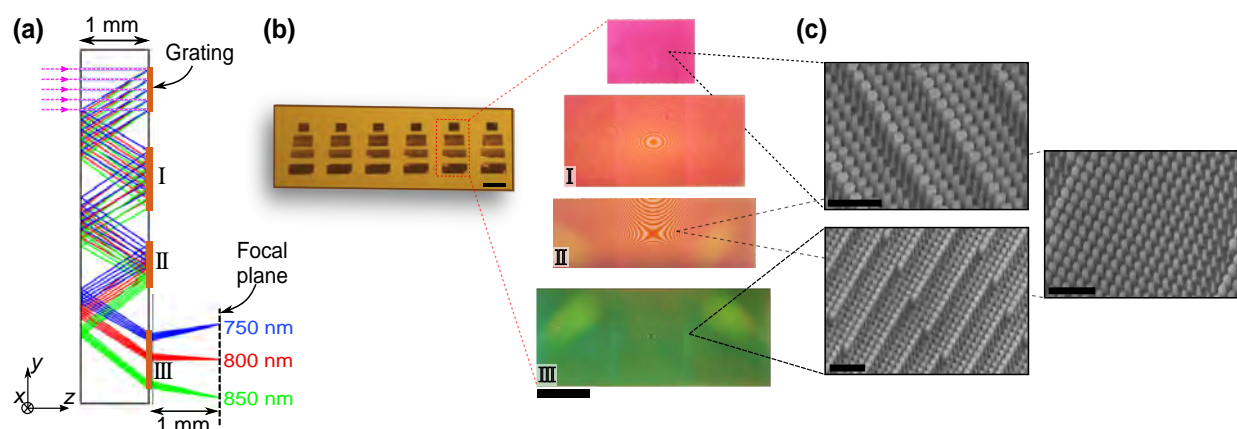 (a)
1 mm
Grating
I
II
III
Focal
plane
750 nm
800 nm
850 nm
y
x
z
1 mm
(b)
I
II
III
(c)